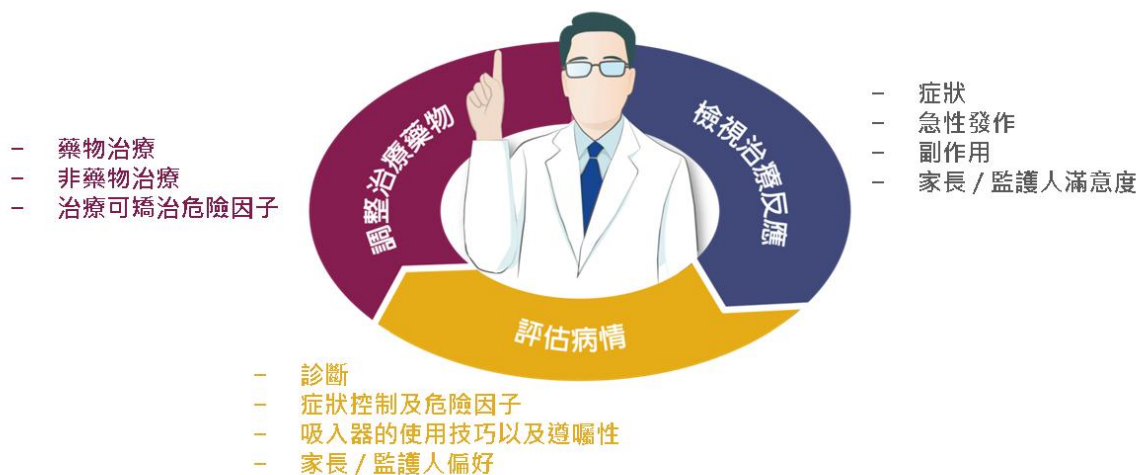 調整治療藥物
– 藥物治療
– 非藥物治療
– 治療可矯治危險因子
檢視治療反應
– 症狀
– 急性發作
– 副作用
– 家長 / 監護人滿意度
評估病情
– 診斷
– 症狀控制及危險因子
– 吸入器的使用技巧以及遵囑性
– 家長 / 監護人偏好